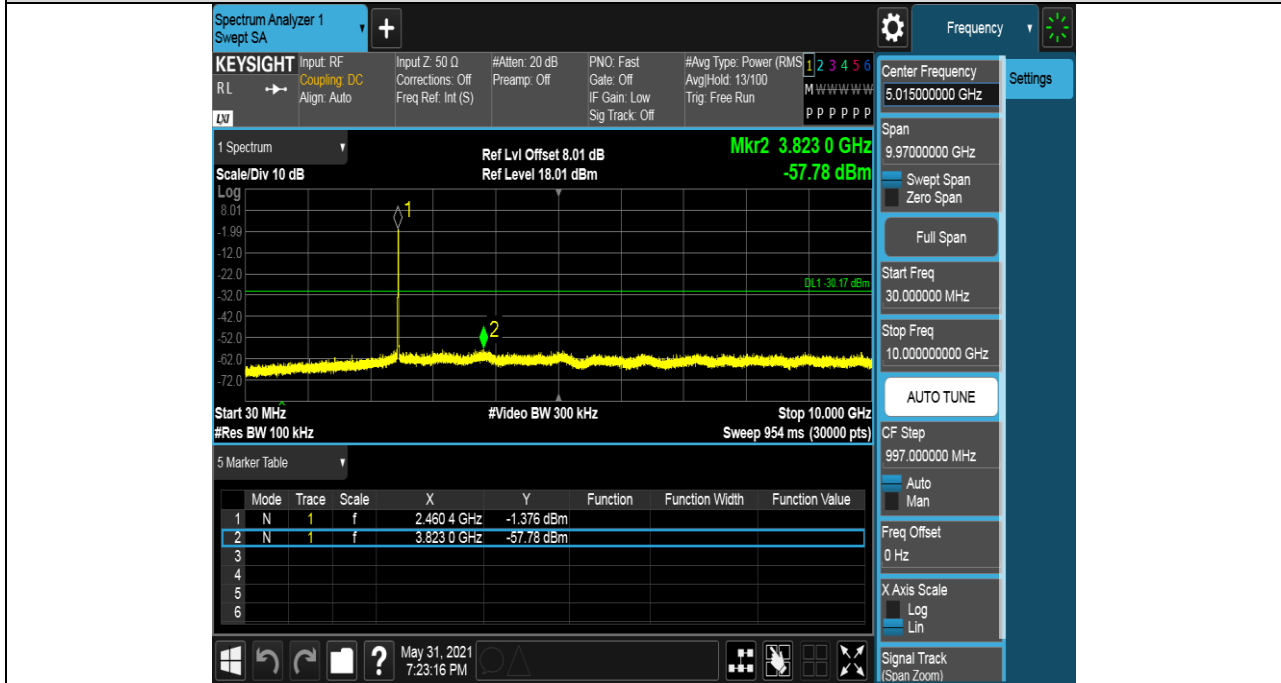 Spectrum Analyzer 1
Swept SA
Frequency
KEYSIGHT
RL
LXI
Input: RF
Coupling: DC
Align: Auto
Input Z: 50 Ω
Corrections: Off
Freq Ref: Int (S)
#Atten: 20 dB
Preamp: Off
PNO: Fast
Gate: Off
IF Gain: Low
Sig Track: Off
#Avg Type: Power (RMS
Avg|Hold: 13/100
Trig: Free Run
1 2 3 4 5 6
M W W W W W
P P P P P P
1 Spectrum
Scale/Div 10 dB
Ref Lvl Offset 8.01 dB
Ref Level 18.01 dBm
Mkr2 3.823 0 GHz
-57.78 dBm
Log
8.01
-1.99
-12.0
-22.0
-32.0
-42.0
-52.0
-62.0
-72.0
1
2
DL1 -30.17 dBm
Start 30 MHz
#Res BW 100 kHz
#Video BW 300 kHz
Stop 10.000 GHz
Sweep 954 ms (30000 pts)
5 Marker Table
Mode Trace Scale X Y Function Function Width Function Value
1 N 1 f 2.460 4 GHz -1.376 dBm
2 N 1 f 3.823 0 GHz -57.78 dBm
3
4
5
6
?
May 31, 2021
7:23:16 PM
Center Frequency
5.015000000 GHz
Span
9.97000000 GHz
Swept Span
Zero Span
Full Span
Start Freq
30.000000 MHz
Stop Freq
10.000000000 GHz
AUTO TUNE
CF Step
997.000000 MHz
Auto
Man
Freq Offset
0 Hz
X Axis Scale
Log
Lin
Signal Track
(Span Zoom)
Settings